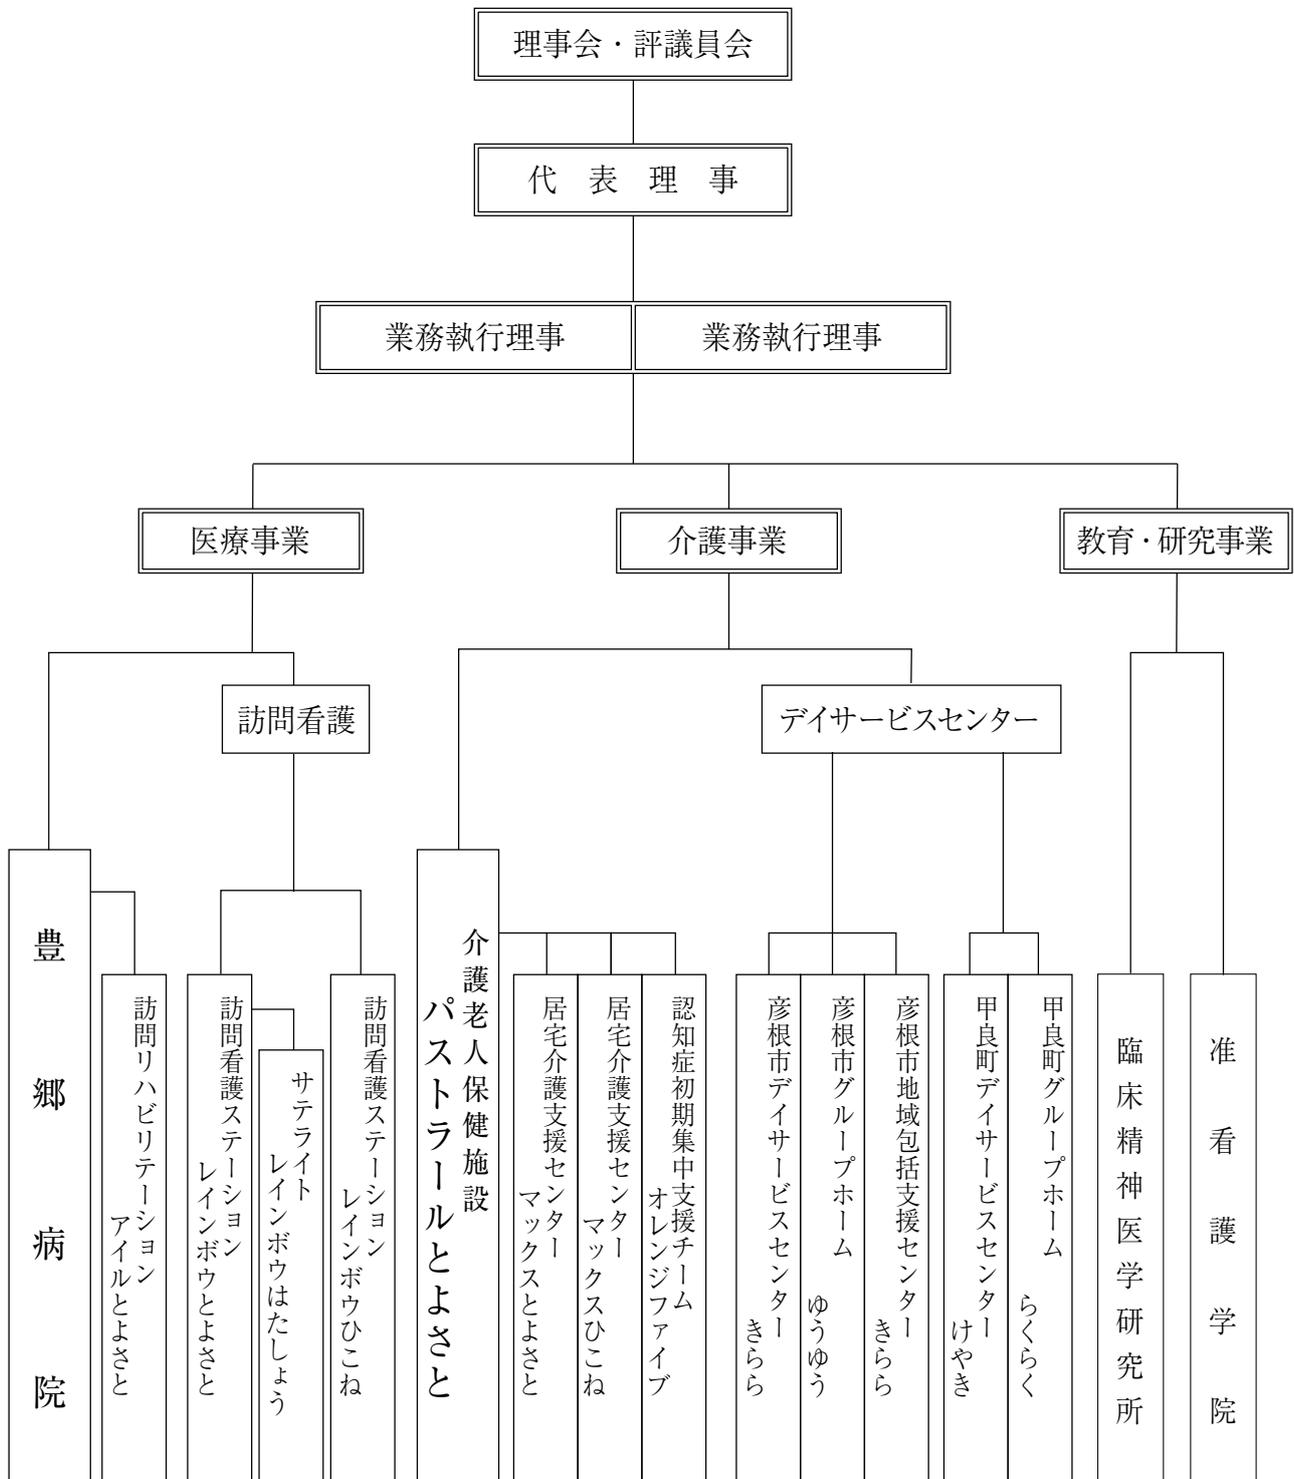 理事会・評議員会
代表理事
業務執行理事
業務執行理事
医療事業
介護事業
教育・研究事業
訪問看護
デイサービスセンター
豊郷病院
訪問リハビリテーション
アイルとよさと
訪問看護ステーション
レインボウとよさと
サテライト
レインボウはたしょう
訪問看護ステーション
レインボウひこね
介護老人保健施設
パストラールとよさと
居宅介護支援センター
マックスとよさと
居宅介護支援センター
マックスひこね
認知症初期集中支援チーム
オレンジファイブ
彦根市デイサービスセンター
きらら
彦根市グループホーム
ゆうゆう
彦根市地域包括支援センター
きらら
甲良町デイサービスセンター
けやき
甲良町グループホーム
らくらく
臨床精神医学研究所
准看護学院